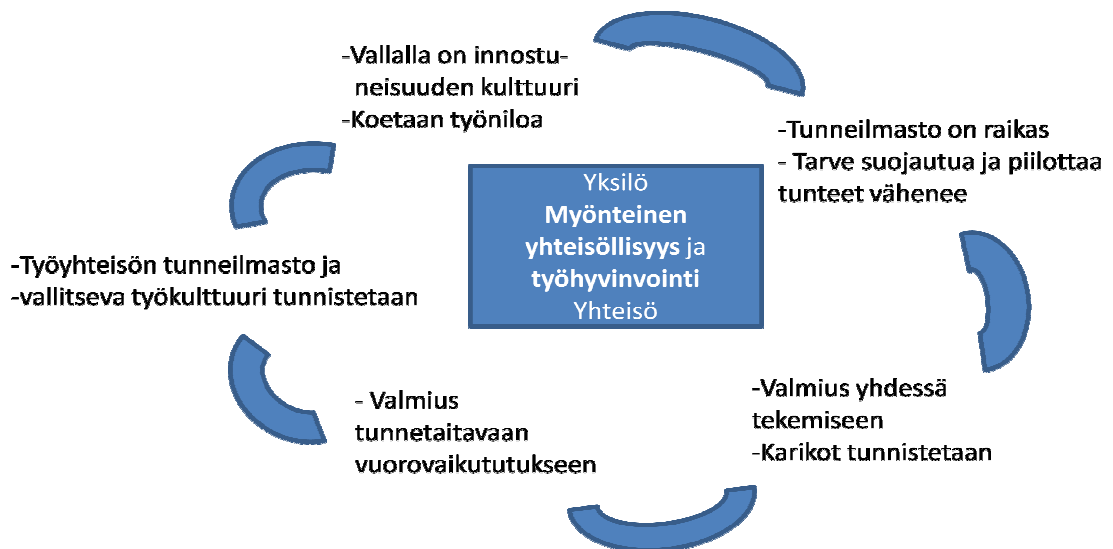 -Vallalla on innostu-
neisuuden kulttuuri
-Koetaan työniloa
-Tunneilmasto on raikas
- Tarve suojautua ja piilottaa
tunteet vähenee
Yksilö
Myönteinen
yhteisöllisyys ja
työhyvinvointi
Yhteisö
-Työyhteisön tunneilmasto ja
-vallitseva työkulttuuri tunnistetaan
- Valmius
tunnetaitavaan
vuorovaikututukseen
-Valmius yhdessä
tekemiseen
-Karikot tunnistetaan